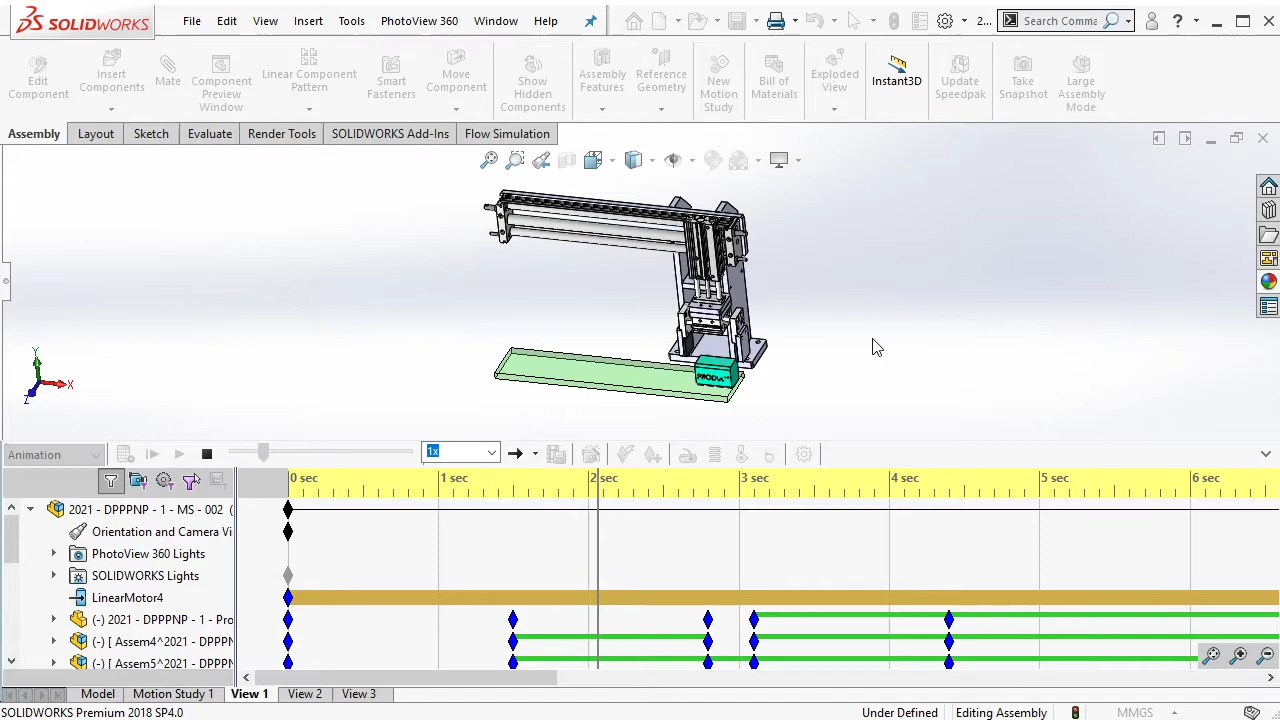 SOLIDWORKS
File Edit View Insert Tools PhotoView 360 Window Help
2...
Search Comma
?
Edit Component
Insert Components
Mate
Component Preview Window
Linear Component Pattern
Smart Fasteners
Move Component
Show Hidden Components
Assembly Features
Reference Geometry
New Motion Study
Bill of Materials
Exploded View
Instant3D
Update Speedpak
Take Snapshot
Large Assembly Mode
Assembly Layout Sketch Evaluate Render Tools SOLIDWORKS Add-Ins Flow Simulation
Y
X
Z
Animation
1x
0 sec 1 sec 2 sec 3 sec 4 sec 5 sec 6 sec
2021 - DPPPNP - 1 - MS - 002 (
Orientation and Camera Vi
PhotoView 360 Lights
SOLIDWORKS Lights
LinearMotor4
(-) 2021 - DPPPNP - 1 - Pro
(-) [ Assem4^2021 - DPPPN
(-) [ Assem5^2021 - DPPPN
Model Motion Study 1 View 1 View 2 View 3
SOLIDWORKS Premium 2018 SP4.0
Under Defined Editing Assembly MMGS